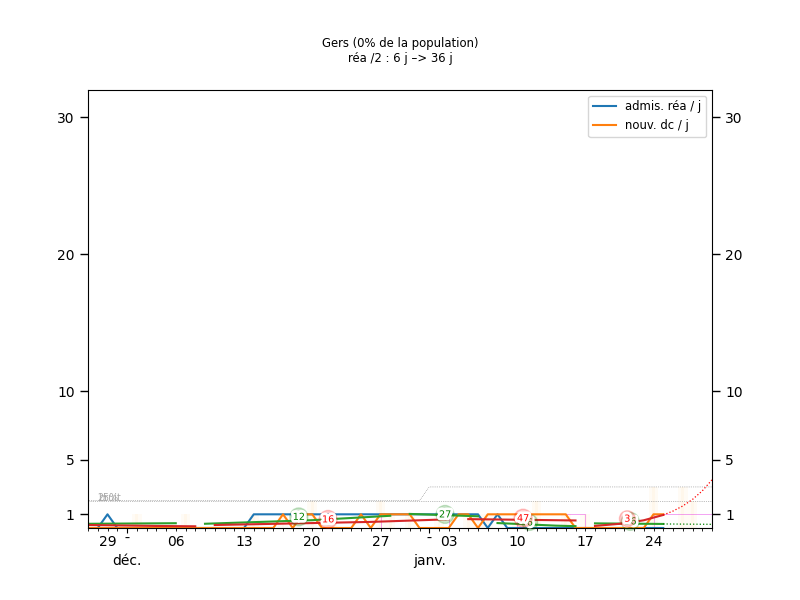 Gers (0% de la population)
réa /2 : 6 j –> 36 j
admis. réa / j
nouv. dc / j
30 30
20 20
10 10
5 5
1 1
12 16 27 47 3
29 - 06 13 20 27 - 03 10 17 24
déc. janv.